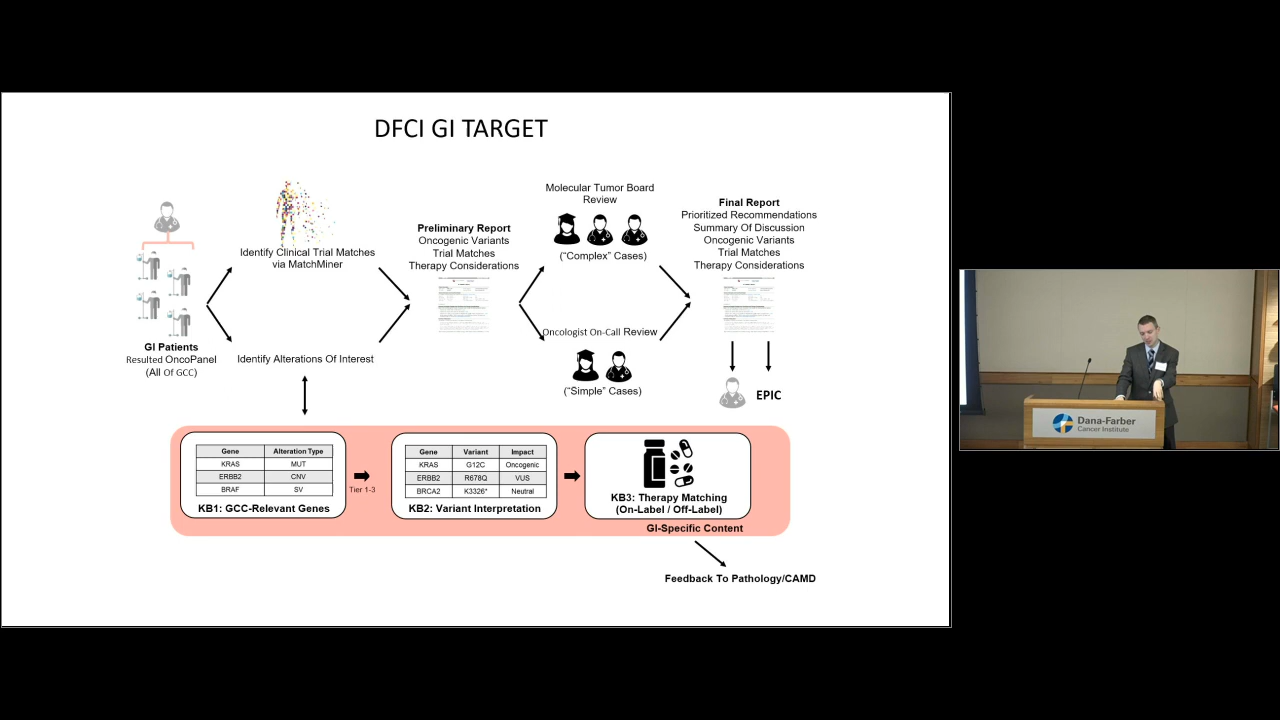 DFCI GI TARGET
GI Patients
Resulted OncoPanel
(All Of GCC)
Identify Clinical Trial Matches
via MatchMiner
Identify Alterations Of Interest
Preliminary Report
Oncogenic Variants
Trial Matches
Therapy Considerations
Molecular Tumor Board
Review
("Complex" Cases)
Oncologist On-Call Review
("Simple" Cases)
Final Report
Prioritized Recommendations
Summary Of Discussion
Oncogenic Variants
Trial Matches
Therapy Considerations
EPIC
Gene Alteration Type
KRAS MUT
ERBB2 CNV
BRAF SV
KB1: GCC-Relevant Genes
Tier 1-3
Gene Variant Impact
KRAS G12C Oncogenic
ERBB2 R678Q VUS
BRCA2 K3326* Neutral
KB2: Variant Interpretation
KB3: Therapy Matching
(On-Label / Off-Label)
GI-Specific Content
Feedback To Pathology/CAMD
Dana-Farber
Cancer Institute